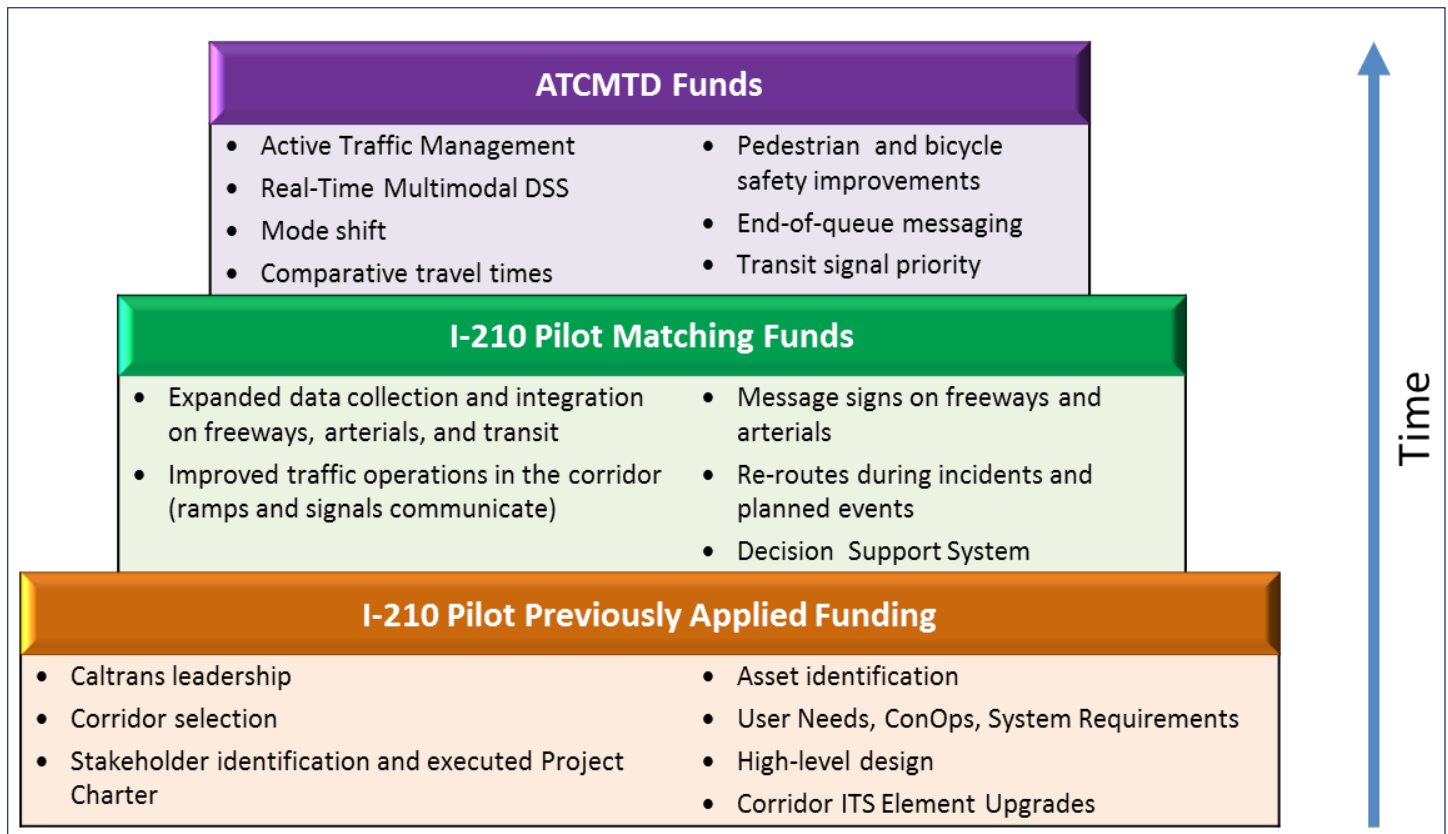 ATCMTD Funds
• Active Traffic Management
• Real-Time Multimodal DSS
• Mode shift
• Comparative travel times
• Pedestrian and bicycle
safety improvements
• End-of-queue messaging
• Transit signal priority
I-210 Pilot Matching Funds
• Expanded data collection and integration
on freeways, arterials, and transit
• Improved traffic operations in the corridor
(ramps and signals communicate)
• Message signs on freeways and
arterials
• Re-routes during incidents and
planned events
• Decision Support System
I-210 Pilot Previously Applied Funding
• Caltrans leadership
• Corridor selection
• Stakeholder identification and executed Project
Charter
• Asset identification
• User Needs, ConOps, System Requirements
• High-level design
• Corridor ITS Element Upgrades
Time